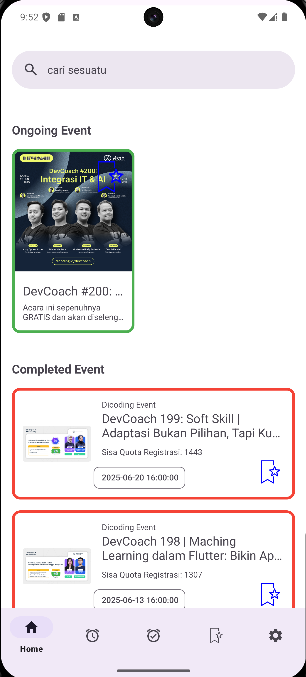 9:52
cari sesuatu
Ongoing Event
DevCoach #200:
Integrasi IT & AI
DevCoach #200: ...
Acara ini sepenuhnya
GRATIS dan akan diseleng...
Completed Event
Dicoding Event
DevCoach 199: Soft Skill |
Adaptasi Bukan Pilihan, Tapi Ku...
Sisa Quota Registrasi: 1443
2025-06-20 16:00:00
Dicoding Event
DevCoach 198 | Maching
Learning dalam Flutter: Bikin Ap...
Sisa Quota Registrasi: 1307
2025-06-13 16:00:00
Home